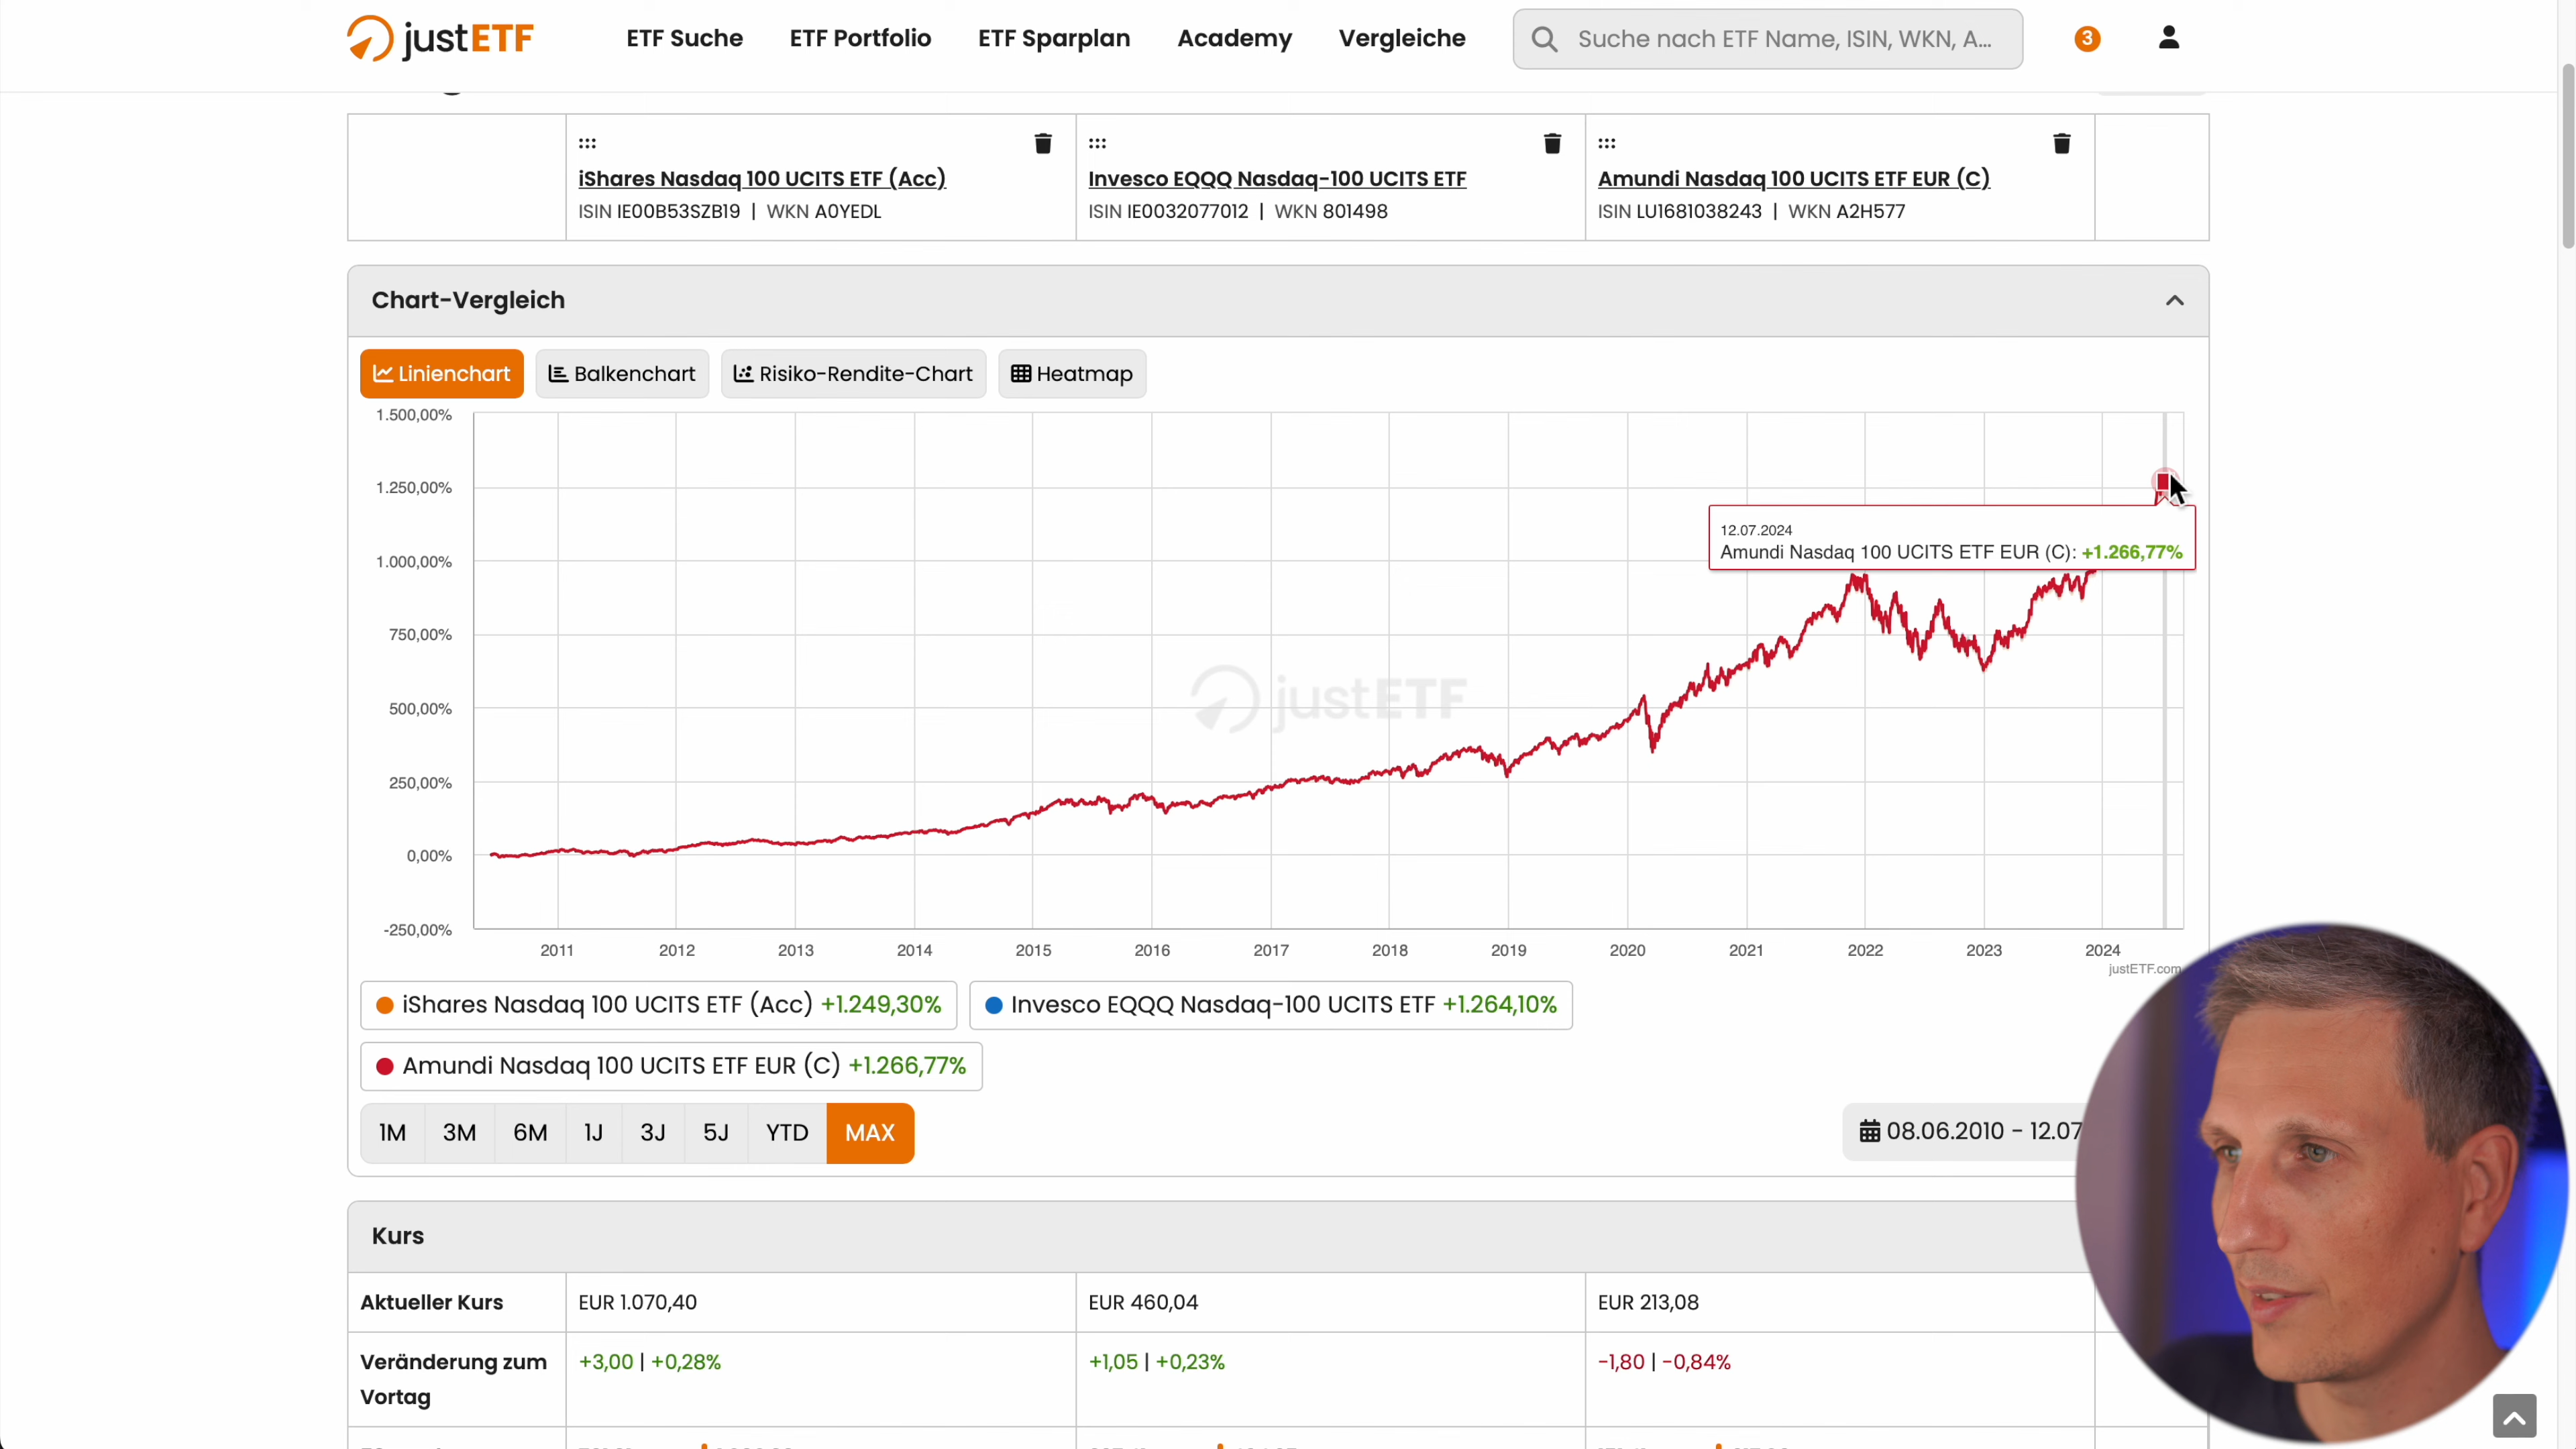 justETF
ETF Suche ETF Portfolio ETF Sparplan Academy Vergleiche
Suche nach ETF Name, ISIN, WKN, A...
3
iShares Nasdaq 100 UCITS ETF (Acc)
ISIN IE00B53SZB19 | WKN A0YEDL
Invesco EQQQ Nasdaq-100 UCITS ETF
ISIN IE0032077012 | WKN 801498
Amundi Nasdaq 100 UCITS ETF EUR (C)
ISIN LU1681038243 | WKN A2H577
Chart-Vergleich
Linienchart Balkenchart Risiko-Rendite-Chart Heatmap
1.500,00%
1.250,00%
1.000,00%
750,00%
500,00%
250,00%
0,00%
-250,00%
12.07.2024
Amundi Nasdaq 100 UCITS ETF EUR (C): +1.266,77%
justETF
2011 2012 2013 2014 2015 2016 2017 2018 2019 2020 2021 2022 2023 2024
justETF.com
iShares Nasdaq 100 UCITS ETF (Acc) +1.249,30%
Invesco EQQQ Nasdaq-100 UCITS ETF +1.264,10%
Amundi Nasdaq 100 UCITS ETF EUR (C) +1.266,77%
1M 3M 6M 1J 3J 5J YTD MAX
08.06.2010 - 12.07
Kurs
Aktueller Kurs EUR 1.070,40 EUR 460,04 EUR 213,08
Veränderung zum
Vortag
+3,00 | +0,28% +1,05 | +0,23% -1,80 | -0,84%